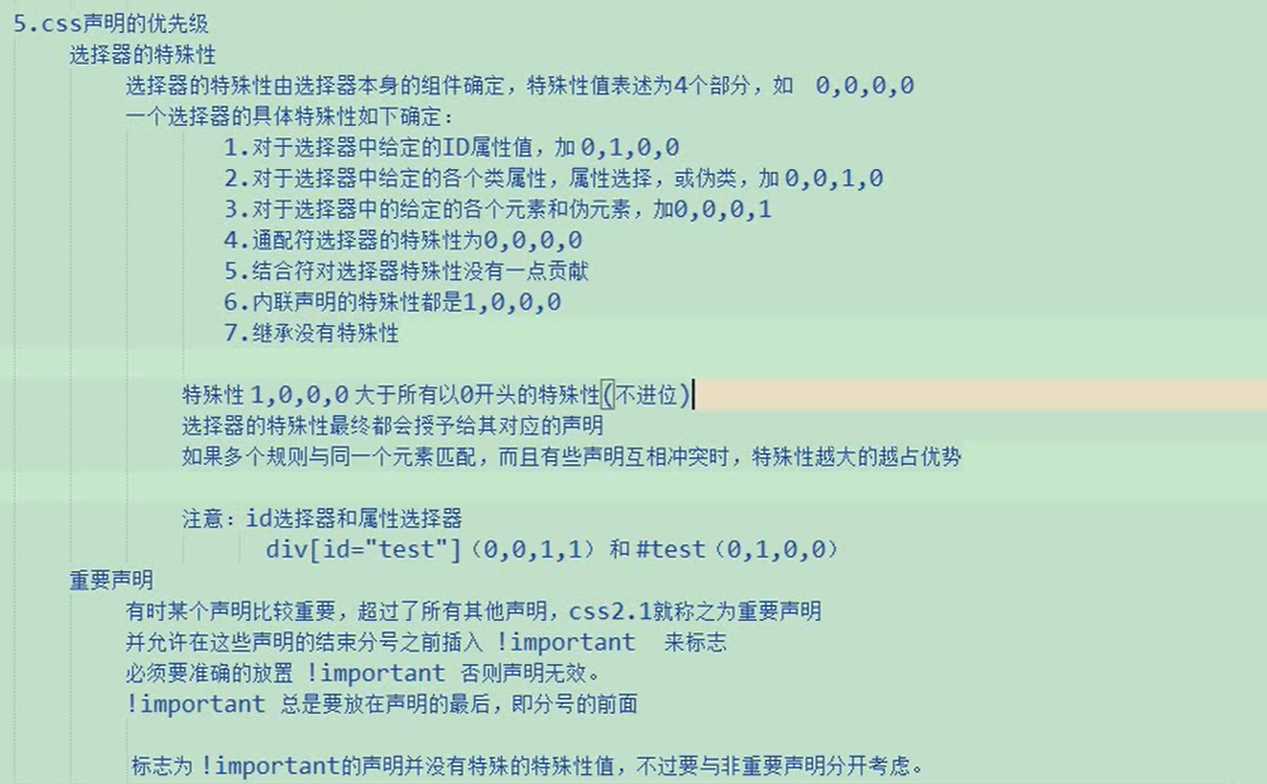 5.css声明的优先级
选择器的特殊性
选择器的特殊性由选择器本身的组件确定，特殊性值表述为4个部分，如 0,0,0,0
一个选择器的具体特殊性如下确定：
1.对于选择器中给定的ID属性值，加 0,1,0,0
2.对于选择器中给定的各个类属性，属性选择，或伪类，加 0,0,1,0
3.对于选择器中的给定的各个元素和伪元素，加0,0,0,1
4.通配符选择器的特殊性为0,0,0,0
5.结合符对选择器特殊性没有一点贡献
6.内联声明的特殊性都是1,0,0,0
7.继承没有特殊性
特殊性 1,0,0,0 大于所有以0开头的特殊性(不进位)
选择器的特殊性最终都会授予给其对应的声明
如果多个规则与同一个元素匹配，而且有些声明互相冲突时，特殊性越大的越占优势
注意：id选择器和属性选择器
div[id="test"]（0,0,1,1）和 #test（0,1,0,0）
重要声明
有时某个声明比较重要，超过了所有其他声明，css2.1就称之为重要声明
并允许在这些声明的结束分号之前插入 !important 来标志
必须要准确的放置 !important 否则声明无效。
!important 总是要放在声明的最后，即分号的前面
标志为 !important的声明并没有特殊的特殊性值，不过要与非重要声明分开考虑。